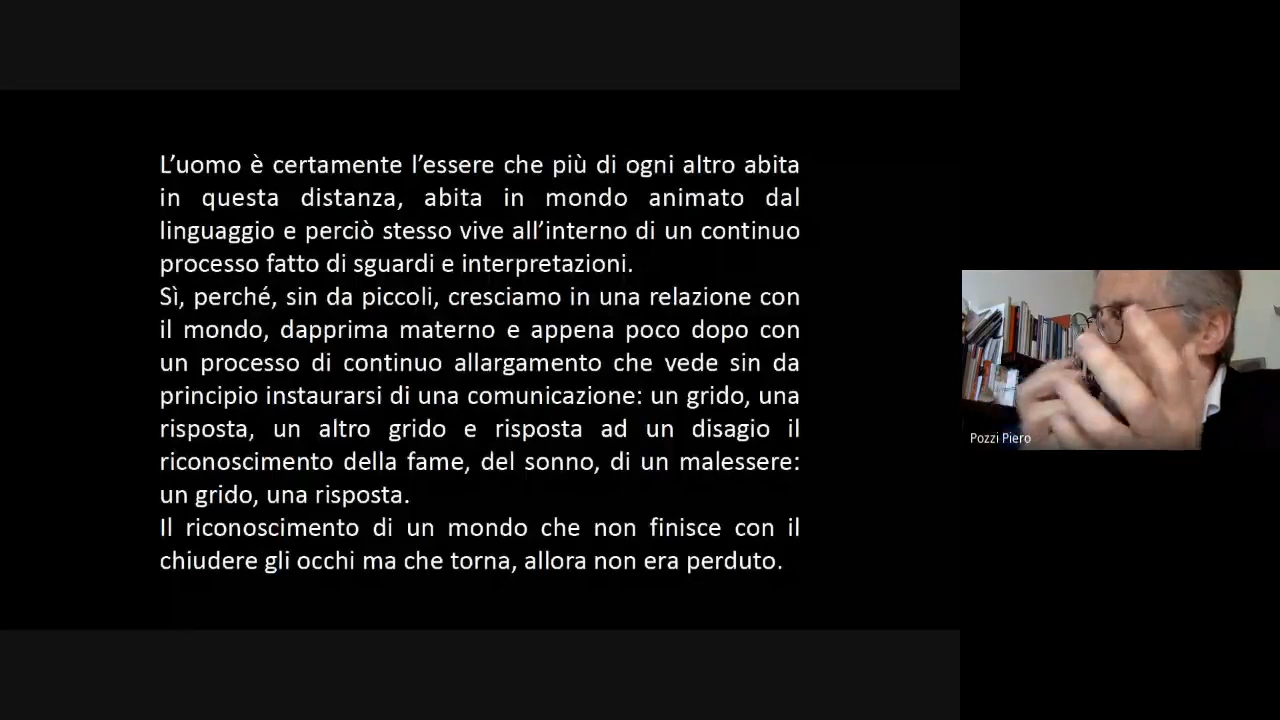 L’uomo è certamente l’essere che più di ogni altro abita
in questa distanza, abita in mondo animato dal
linguaggio e perciò stesso vive all’interno di un continuo
processo fatto di sguardi e interpretazioni.
Sì, perché, sin da piccoli, cresciamo in una relazione con
il mondo, dapprima materno e appena poco dopo con
un processo di continuo allargamento che vede sin da
principio instaurarsi di una comunicazione: un grido, una
risposta, un altro grido e risposta ad un disagio il
riconoscimento della fame, del sonno, di un malessere:
un grido, una risposta.
Il riconoscimento di un mondo che non finisce con il
chiudere gli occhi ma che torna, allora non era perduto.
Pozzi Piero